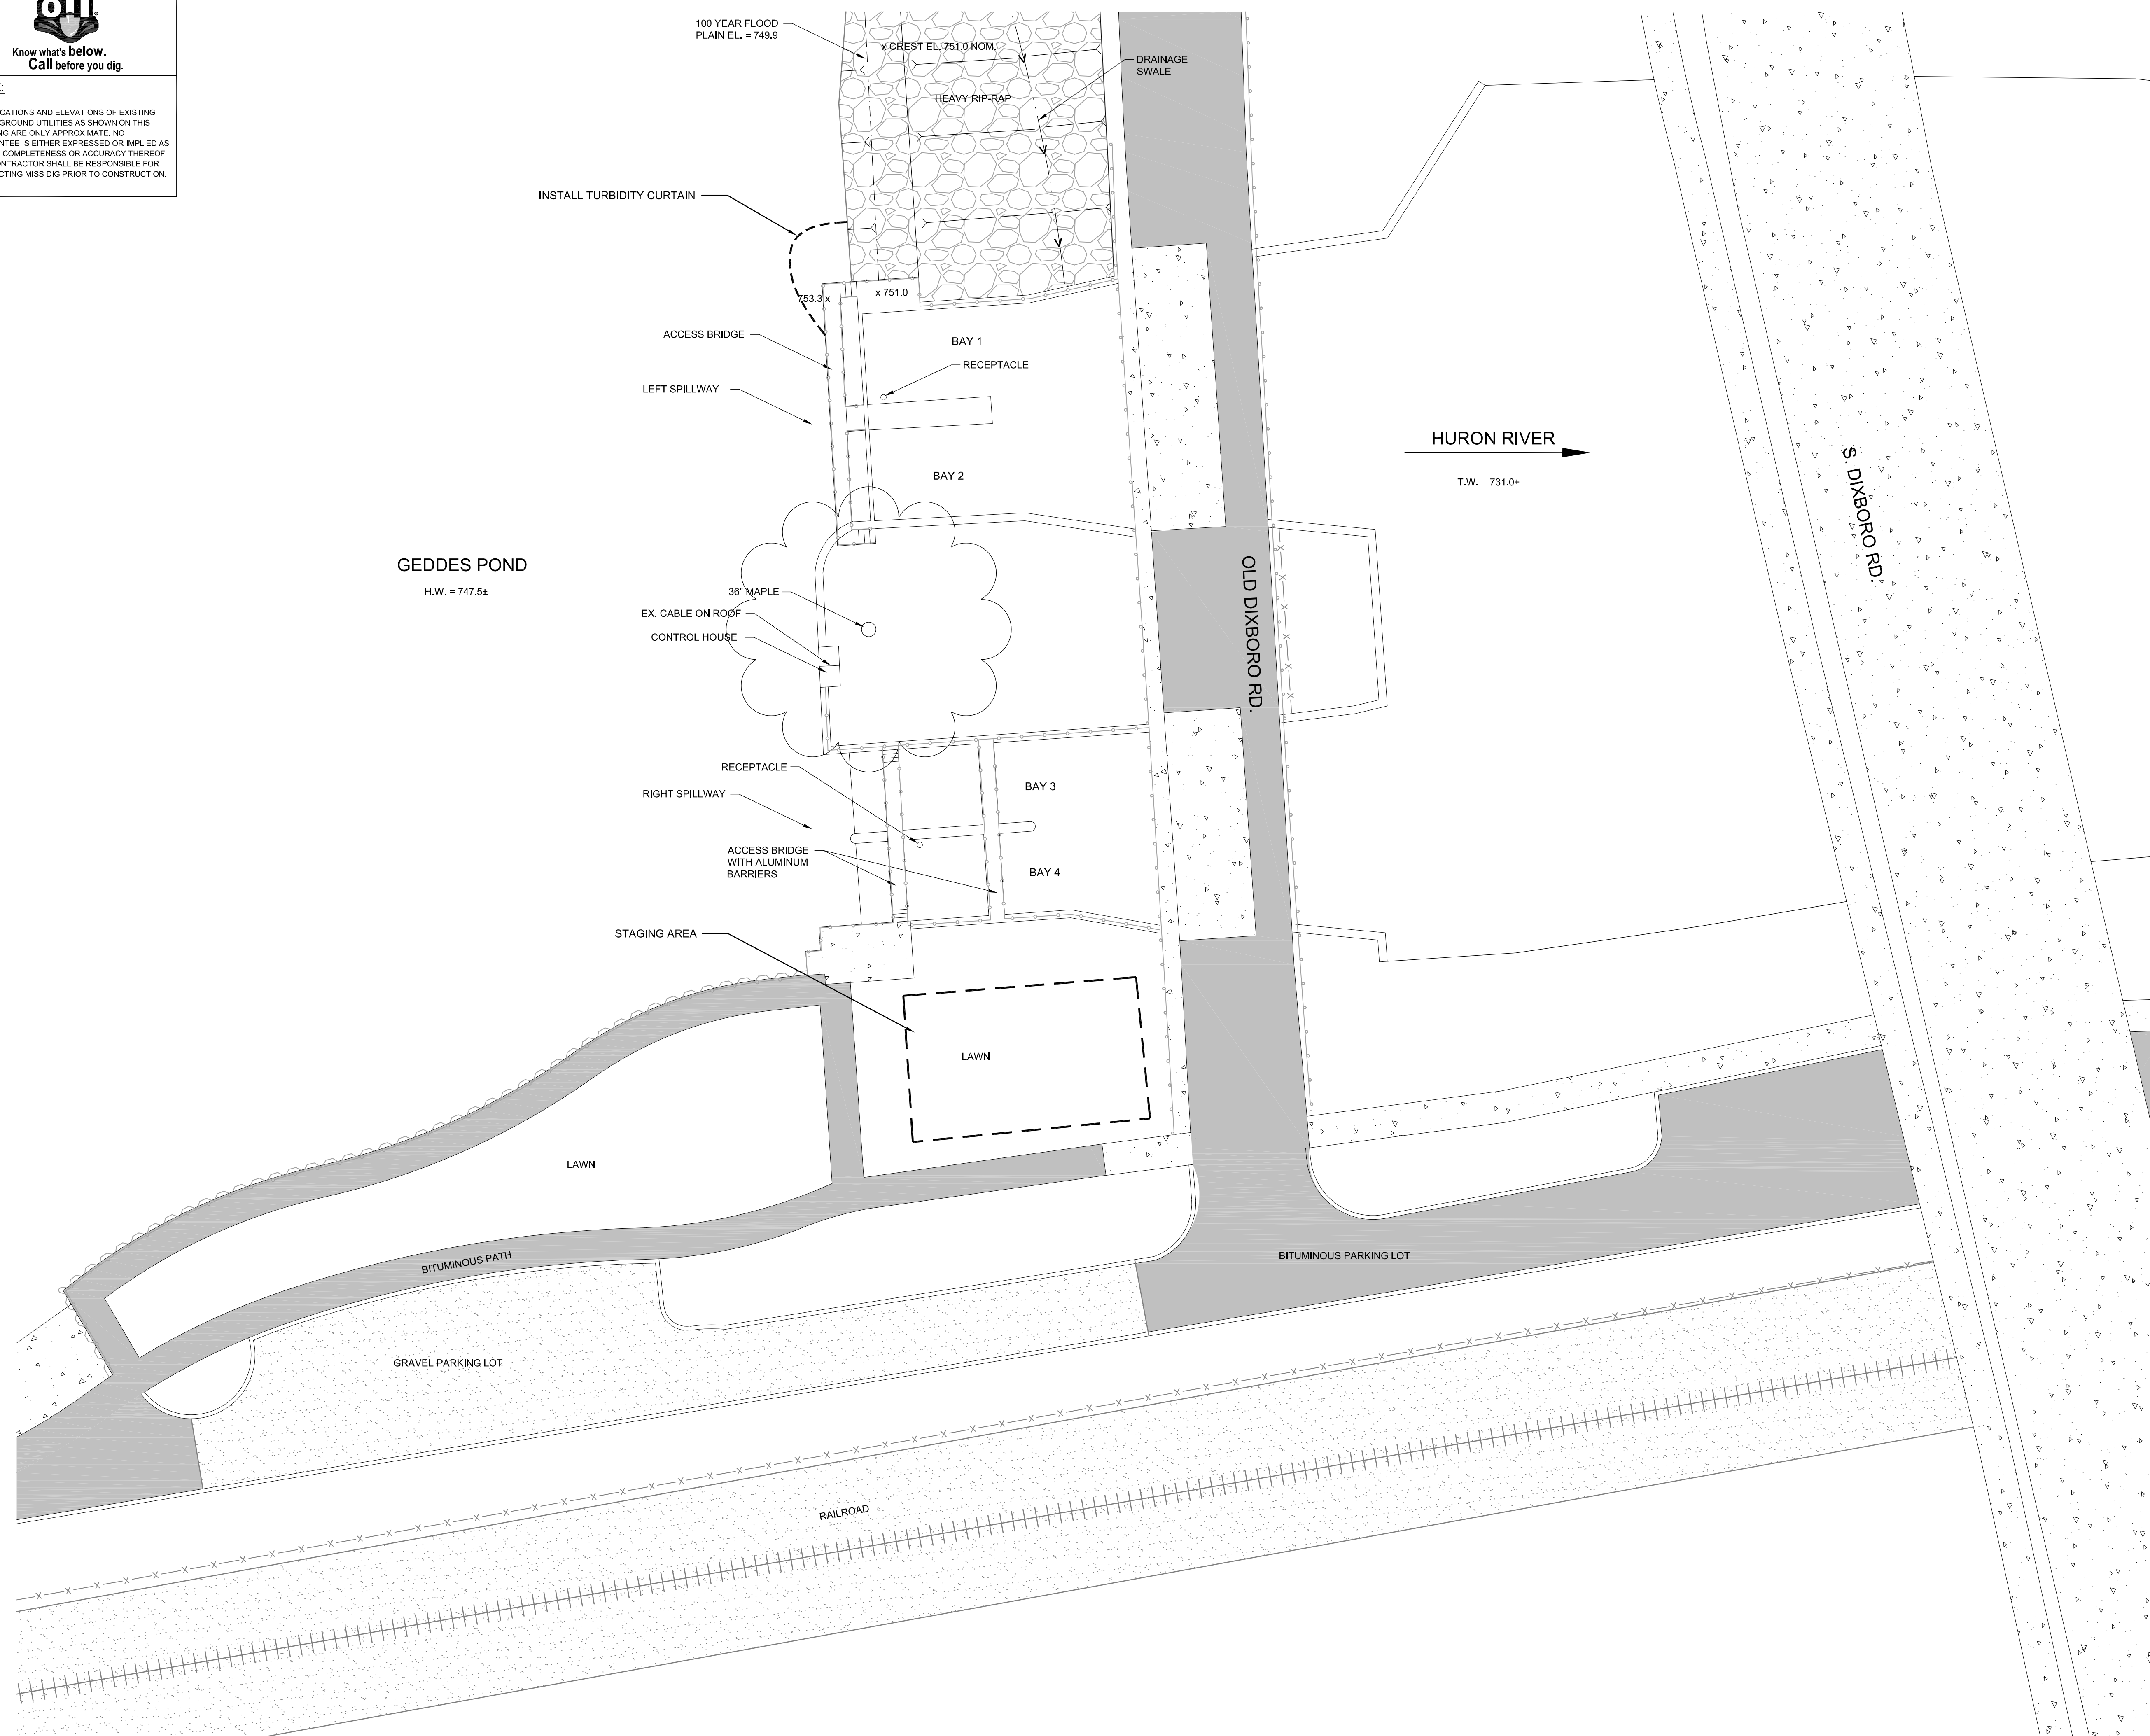 Know what's below.
Call before you dig.
CATIONS AND ELEVATIONS OF EXISTING
GROUND UTILITIES AS SHOWN ON THIS
NG ARE ONLY APPROXIMATE. NO
NTEE IS EITHER EXPRESSED OR IMPLIED AS
COMPLETENESS OR ACCURACY THEREOF.
ONTRACTOR SHALL BE RESPONSIBLE FOR
CTING MISS DIG PRIOR TO CONSTRUCTION.
100 YEAR FLOOD
PLAIN EL. = 749.9
x CREST EL. 751.0 NOM.
DRAINAGE
SWALE
HEAVY RIP-RAP
INSTALL TURBIDITY CURTAIN
753.3 x
x 751.0
ACCESS BRIDGE
BAY 1
RECEPTACLE
LEFT SPILLWAY
HURON RIVER
T.W. = 731.0±
S. DIXBORO RD.
BAY 2
GEDDES POND
H.W. = 747.5±
36" MAPLE
EX. CABLE ON ROOF
CONTROL HOUSE
OLD DIXBORO RD.
RECEPTACLE
BAY 3
RIGHT SPILLWAY
ACCESS BRIDGE
WITH ALUMINUM
BARRIERS
BAY 4
STAGING AREA
LAWN
LAWN
BITUMINOUS PATH
BITUMINOUS PARKING LOT
GRAVEL PARKING LOT
RAILROAD